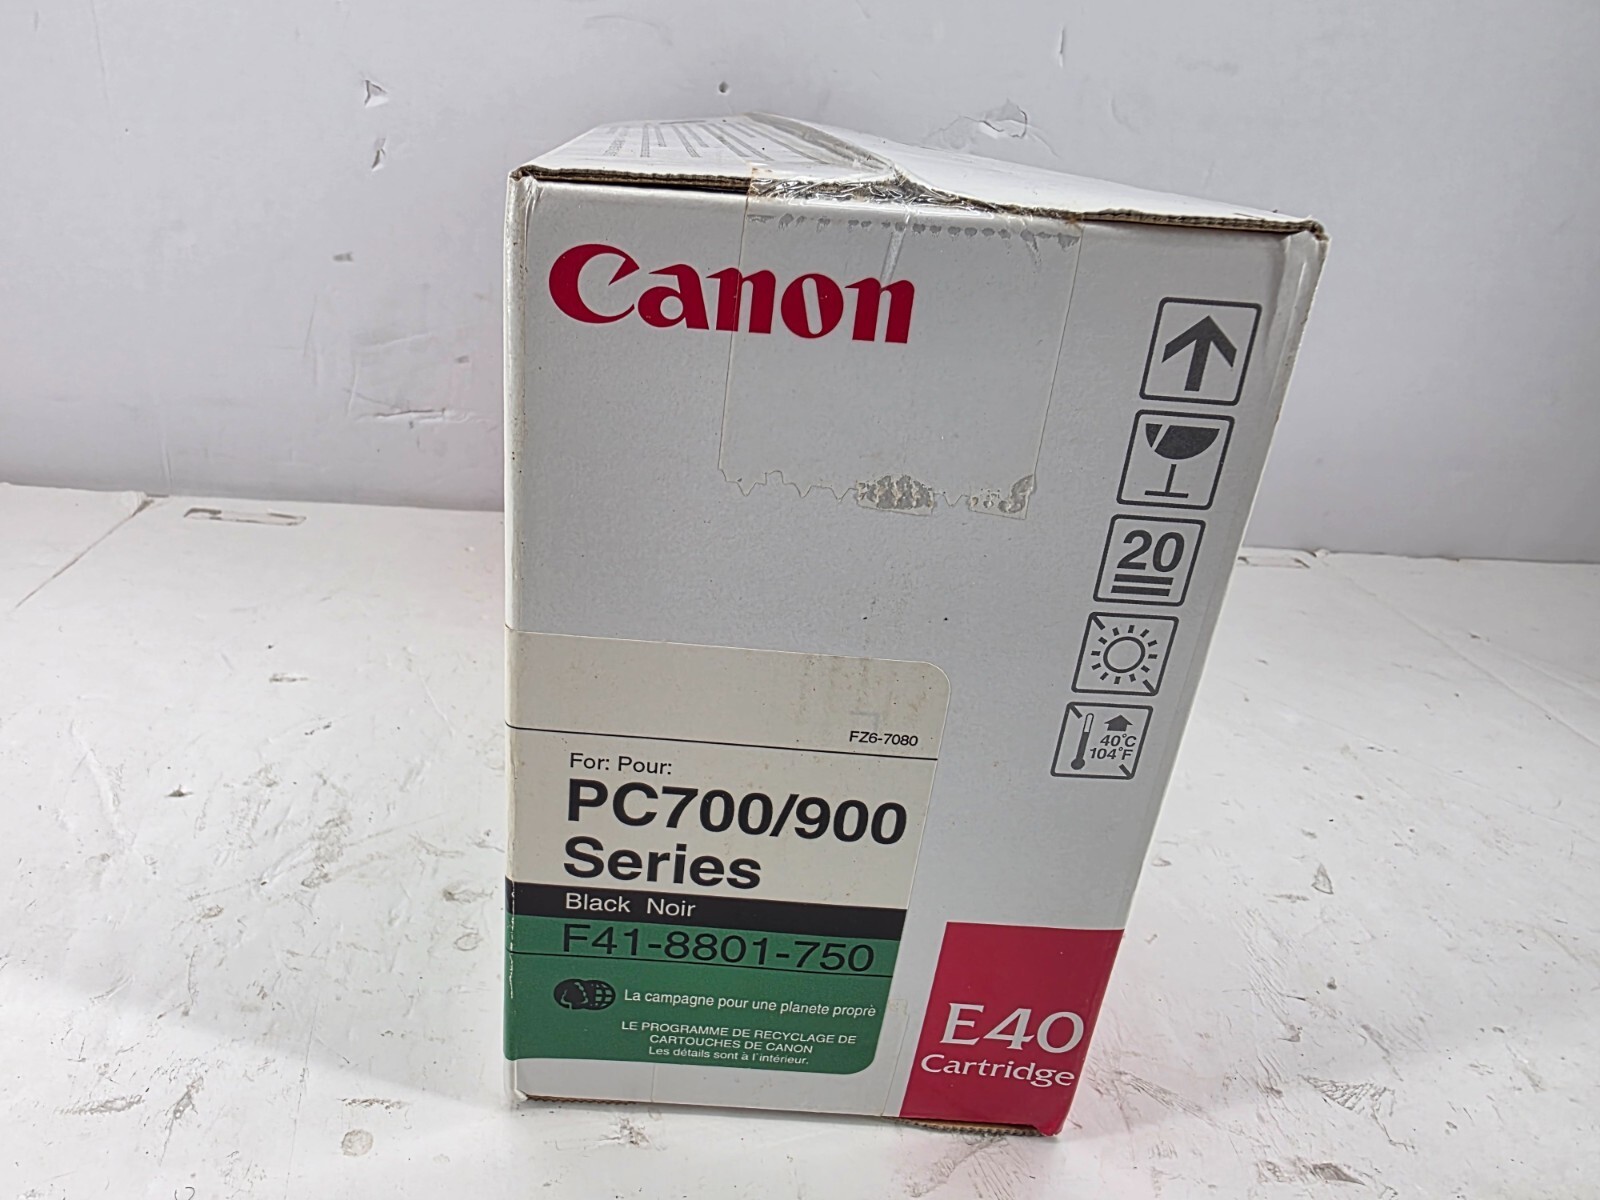 Canon
20
40°C
104°F
FZ6-7080
For: Pour:
PC700/900
Series
Black Noir
F41-8801-750
La campagne pour une planete propre
LE PROGRAMME DE RECYCLAGE DE
CARTOUCHES DE CANON
Les détails sont à l'intérieur.
E40
Cartridge